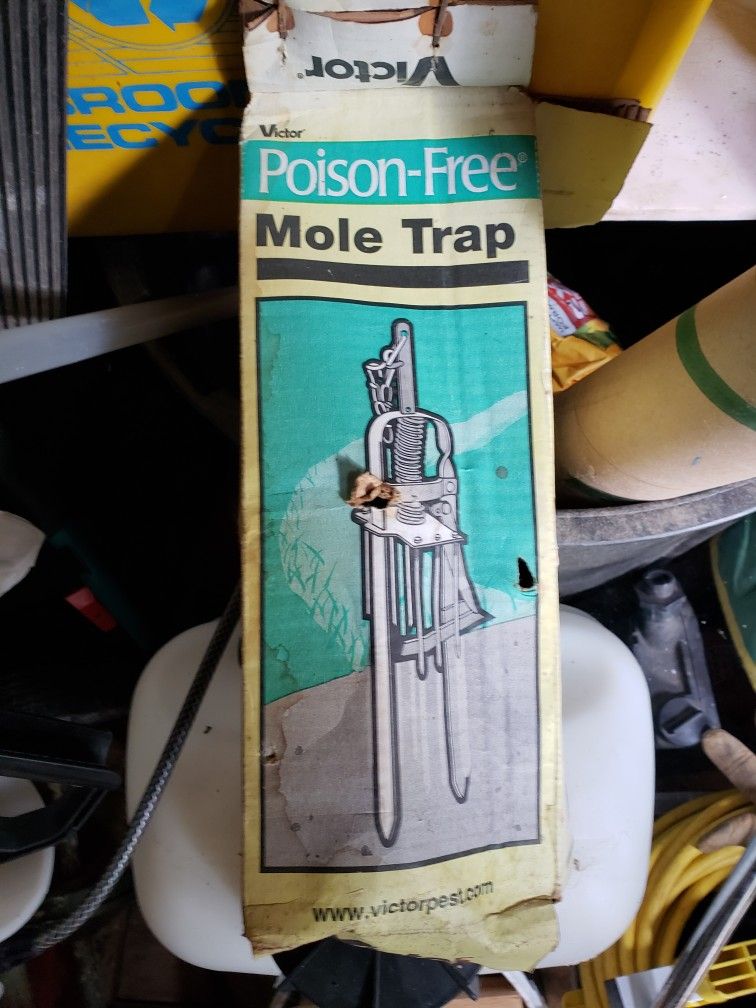 Victor®
Victor
Poison-Free®
Mole Trap
www.victorpest.com